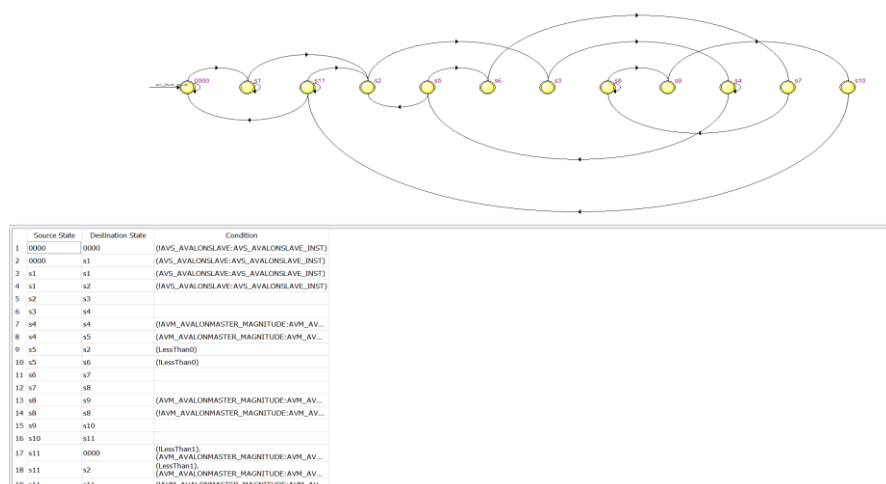 0000
s1
s11
s2
s5
s6
s3
s8
s9
s4
s7
s10
Source State Destination State Condition
1 0000 0000 (!AVS_AVALONSLAVE:AVS_AVALONSLAVE_INST)
2 0000 s1 (AVS_AVALONSLAVE:AVS_AVALONSLAVE_INST)
3 s1 s1 (AVS_AVALONSLAVE:AVS_AVALONSLAVE_INST)
4 s1 s2 (!AVS_AVALONSLAVE:AVS_AVALONSLAVE_INST)
5 s2 s3
6 s3 s4
7 s4 s4 (!AVM_AVALONMASTER_MAGNITUDE:AVM_AV...
8 s4 s5 (AVM_AVALONMASTER_MAGNITUDE:AVM_AV...
9 s5 s2 (LessThan0)
10 s5 s6 (!LessThan0)
11 s6 s7
12 s7 s8
13 s8 s9 (AVM_AVALONMASTER_MAGNITUDE:AVM_AV...
14 s8 s8 (!AVM_AVALONMASTER_MAGNITUDE:AVM_AV...
15 s9 s10
16 s10 s11
17 s11 0000 (!LessThan1).
(AVM_AVALONMASTER_MAGNITUDE:AVM_AV...
18 s11 s2 (LessThan1).
(AVM_AVALONMASTER_MAGNITUDE:AVM_AV...